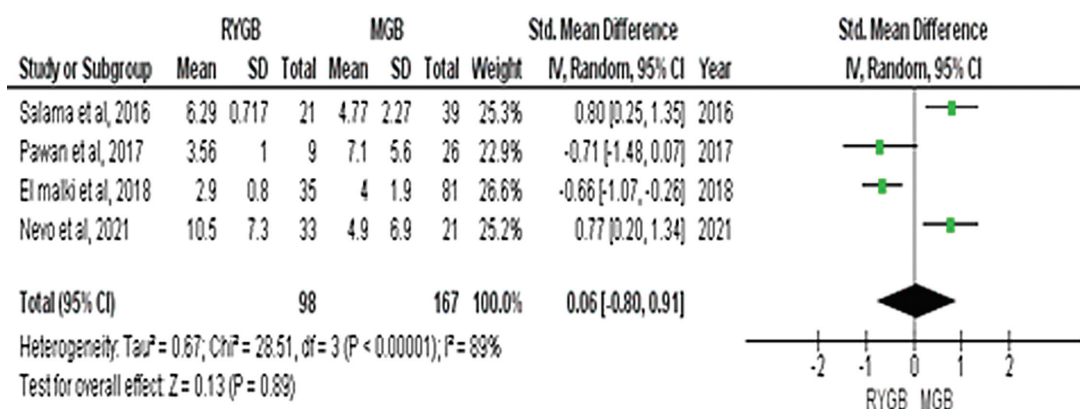 RYGB MGB Std. Mean Difference Std. Mean Difference
Study or Subgroup Mean SD Total Mean SD Total Weight IV, Random, 95% CI Year IV, Random, 95% CI
Salama et al, 2016 6.29 0.717 21 4.77 2.27 39 25.3% 0.80 [0.25, 1.35] 2016
Pawan et al, 2017 3.56 1 9 7.1 5.6 26 22.9% -0.71 [-1.48, 0.07] 2017
El malki et al, 2018 2.9 0.8 35 4 1.9 81 26.6% -0.66 [-1.07, -0.26] 2018
Nevo et al, 2021 10.5 7.3 33 4.9 6.9 21 25.2% 0.77 [0.20, 1.34] 2021
Total (95% CI) 98 167 100.0% 0.06 [-0.80, 0.91]
Heterogeneity: Tau² = 0.67; Chi² = 28.51, df = 3 (P < 0.00001); I² = 89%
Test for overall effect: Z = 0.13 (P = 0.89)
-2 -1 0 1 2
RYGB MGB